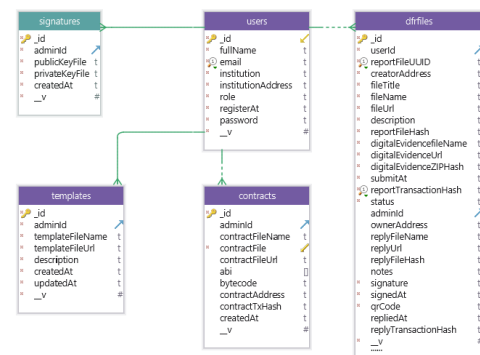 signatures
_id
adminId
publicKeyFile t
privateKeyFile t
createdAt t
__v #
users
_id
fullName t
email t
institution t
institutionAddress t
role t
registerAt t
password t
__v #
dfrfiles
_id
userId
reportFileUUID t
creatorAddress t
fileTitle t
fileName t
fileUrl t
description t
reportFileHash t
digitalEvidencefileName t
digitalEvidenceUrl t
digitalEvidenceZIPHash t
submitAt t
reportTransactionHash t
status t
adminId
ownerAddress t
replyFileName t
replyUrl t
replyFileHash t
notes t
signature t
signedAt t
qrCode t
repliedAt t
replyTransactionHash t
__v #
templates
_id
adminId
templateFileName t
templateFileUrl t
description t
createdAt t
updatedAt t
__v #
contracts
_id
adminId
contractFileName t
contractFile
contractFileUrl t
abi []
bytecode t
contractAddress t
contractTxHash t
createdAt t
__v #